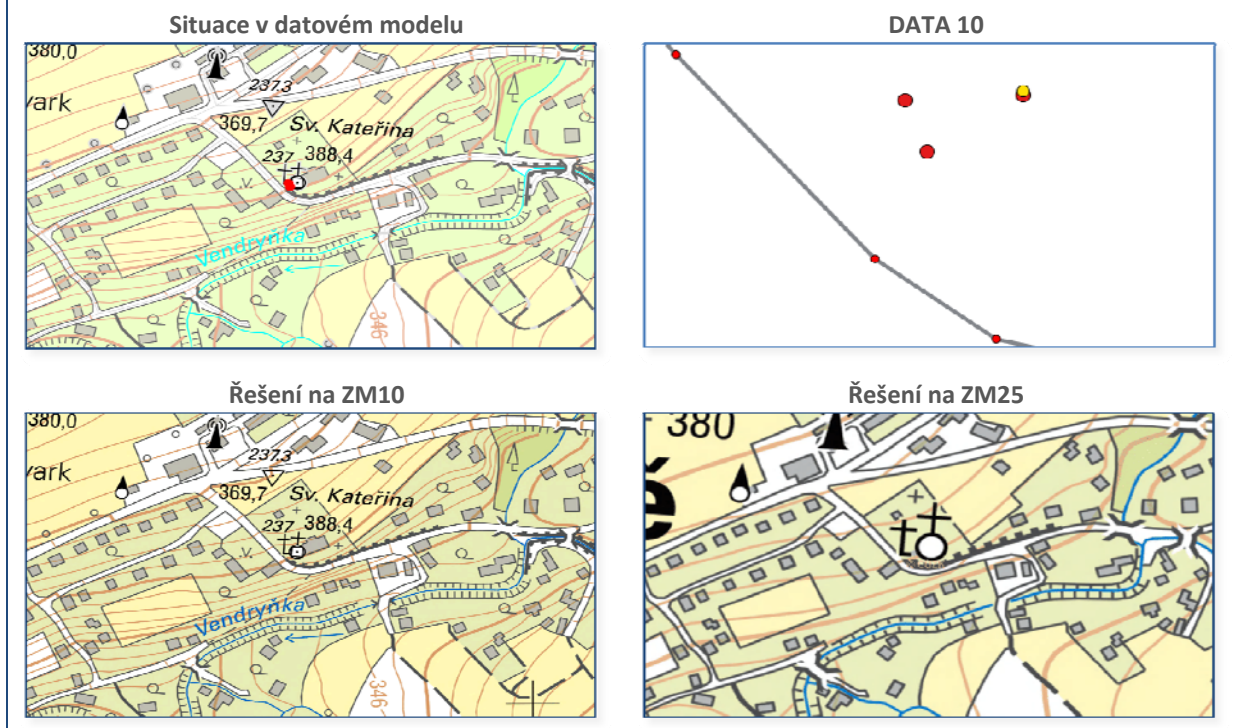 Situace v datovém modelu
DATA 10
380,0
vark
237.3
369,7
Sv. Kateřina
237
388,4
Vendryňka
346
Řešení na ZM10
Řešení na ZM25
380,0
vark
237.3
369,7
Sv. Kateřina
237
388,4
Vendryňka
346
380
é